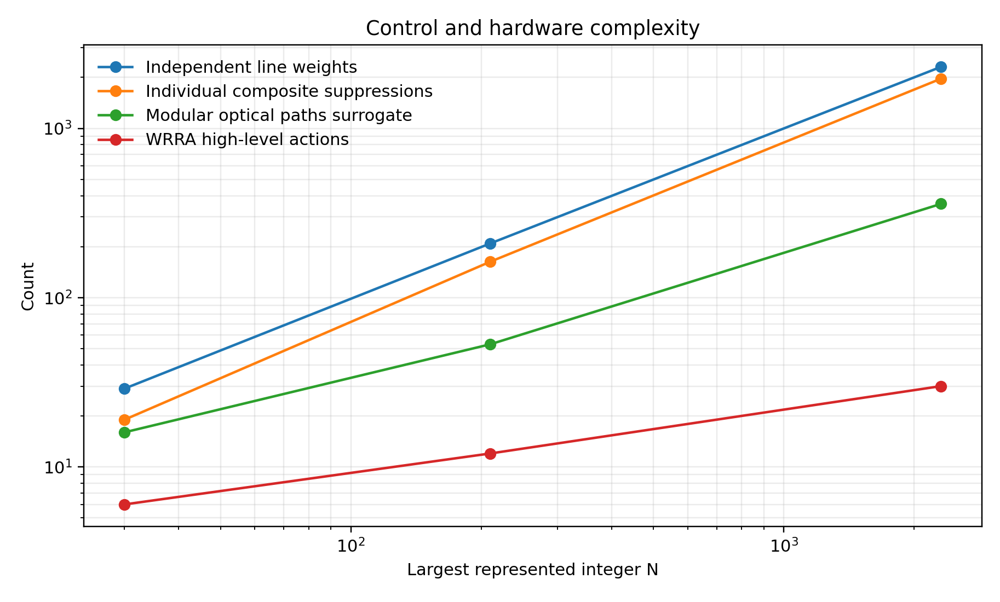 Control and hardware complexity
Independent line weights
Individual composite suppressions
Modular optical paths surrogate
WRRA high-level actions
10³
10²
10¹
Count
10² 10³
Largest represented integer N